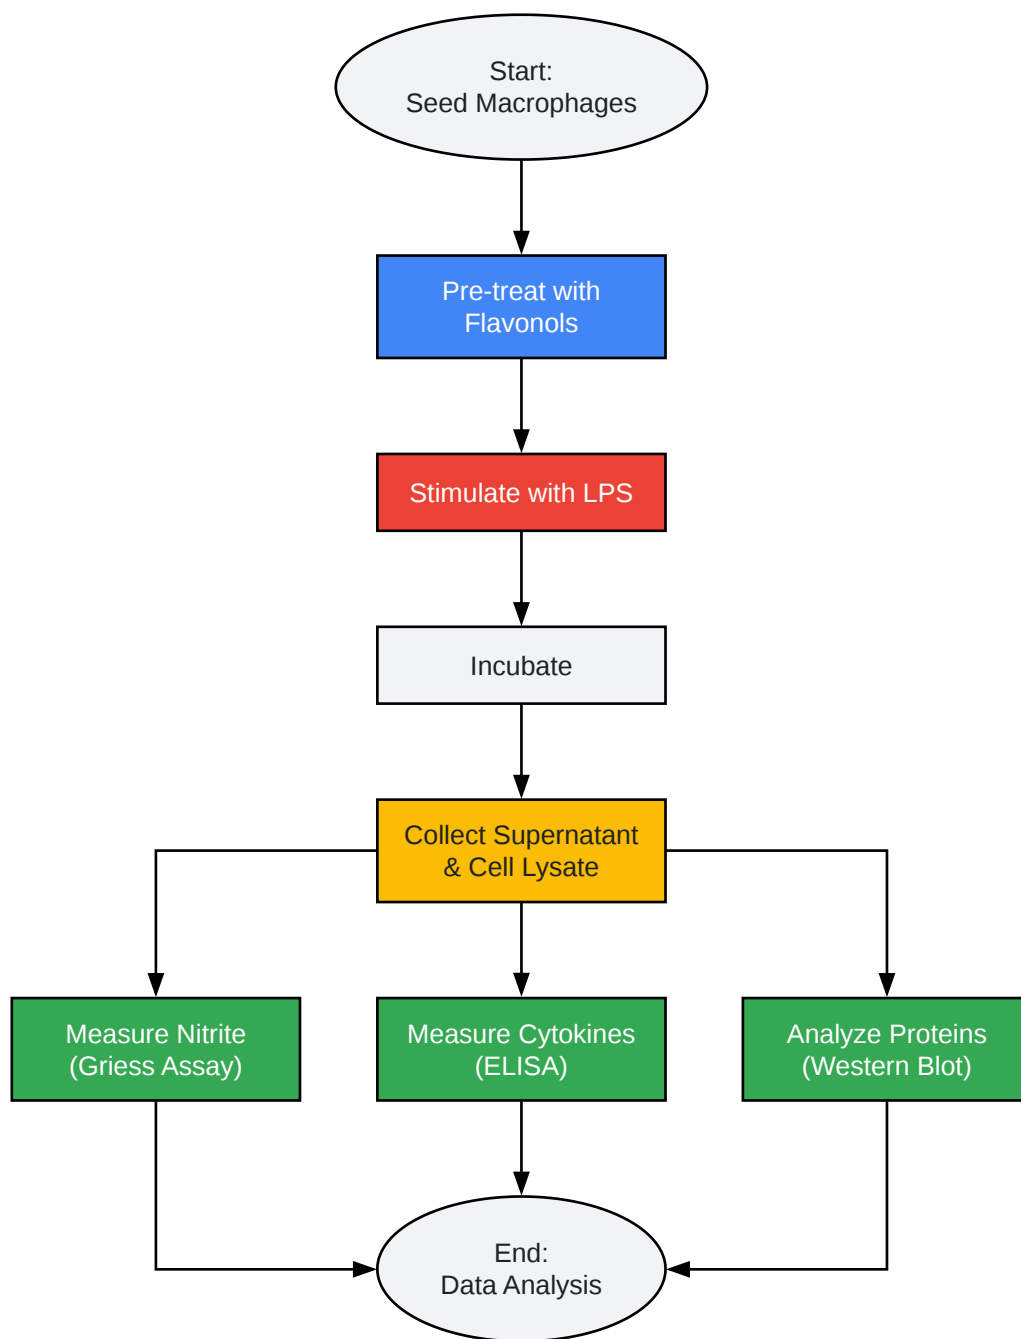 Start:
Seed Macrophages
Pre-treat with
Flavonols
Stimulate with LPS
Incubate
Collect Supernatant
& Cell Lysate
Measure Nitrite
(Griess Assay)
Measure Cytokines
(ELISA)
Analyze Proteins
(Western Blot)
End:
Data Analysis